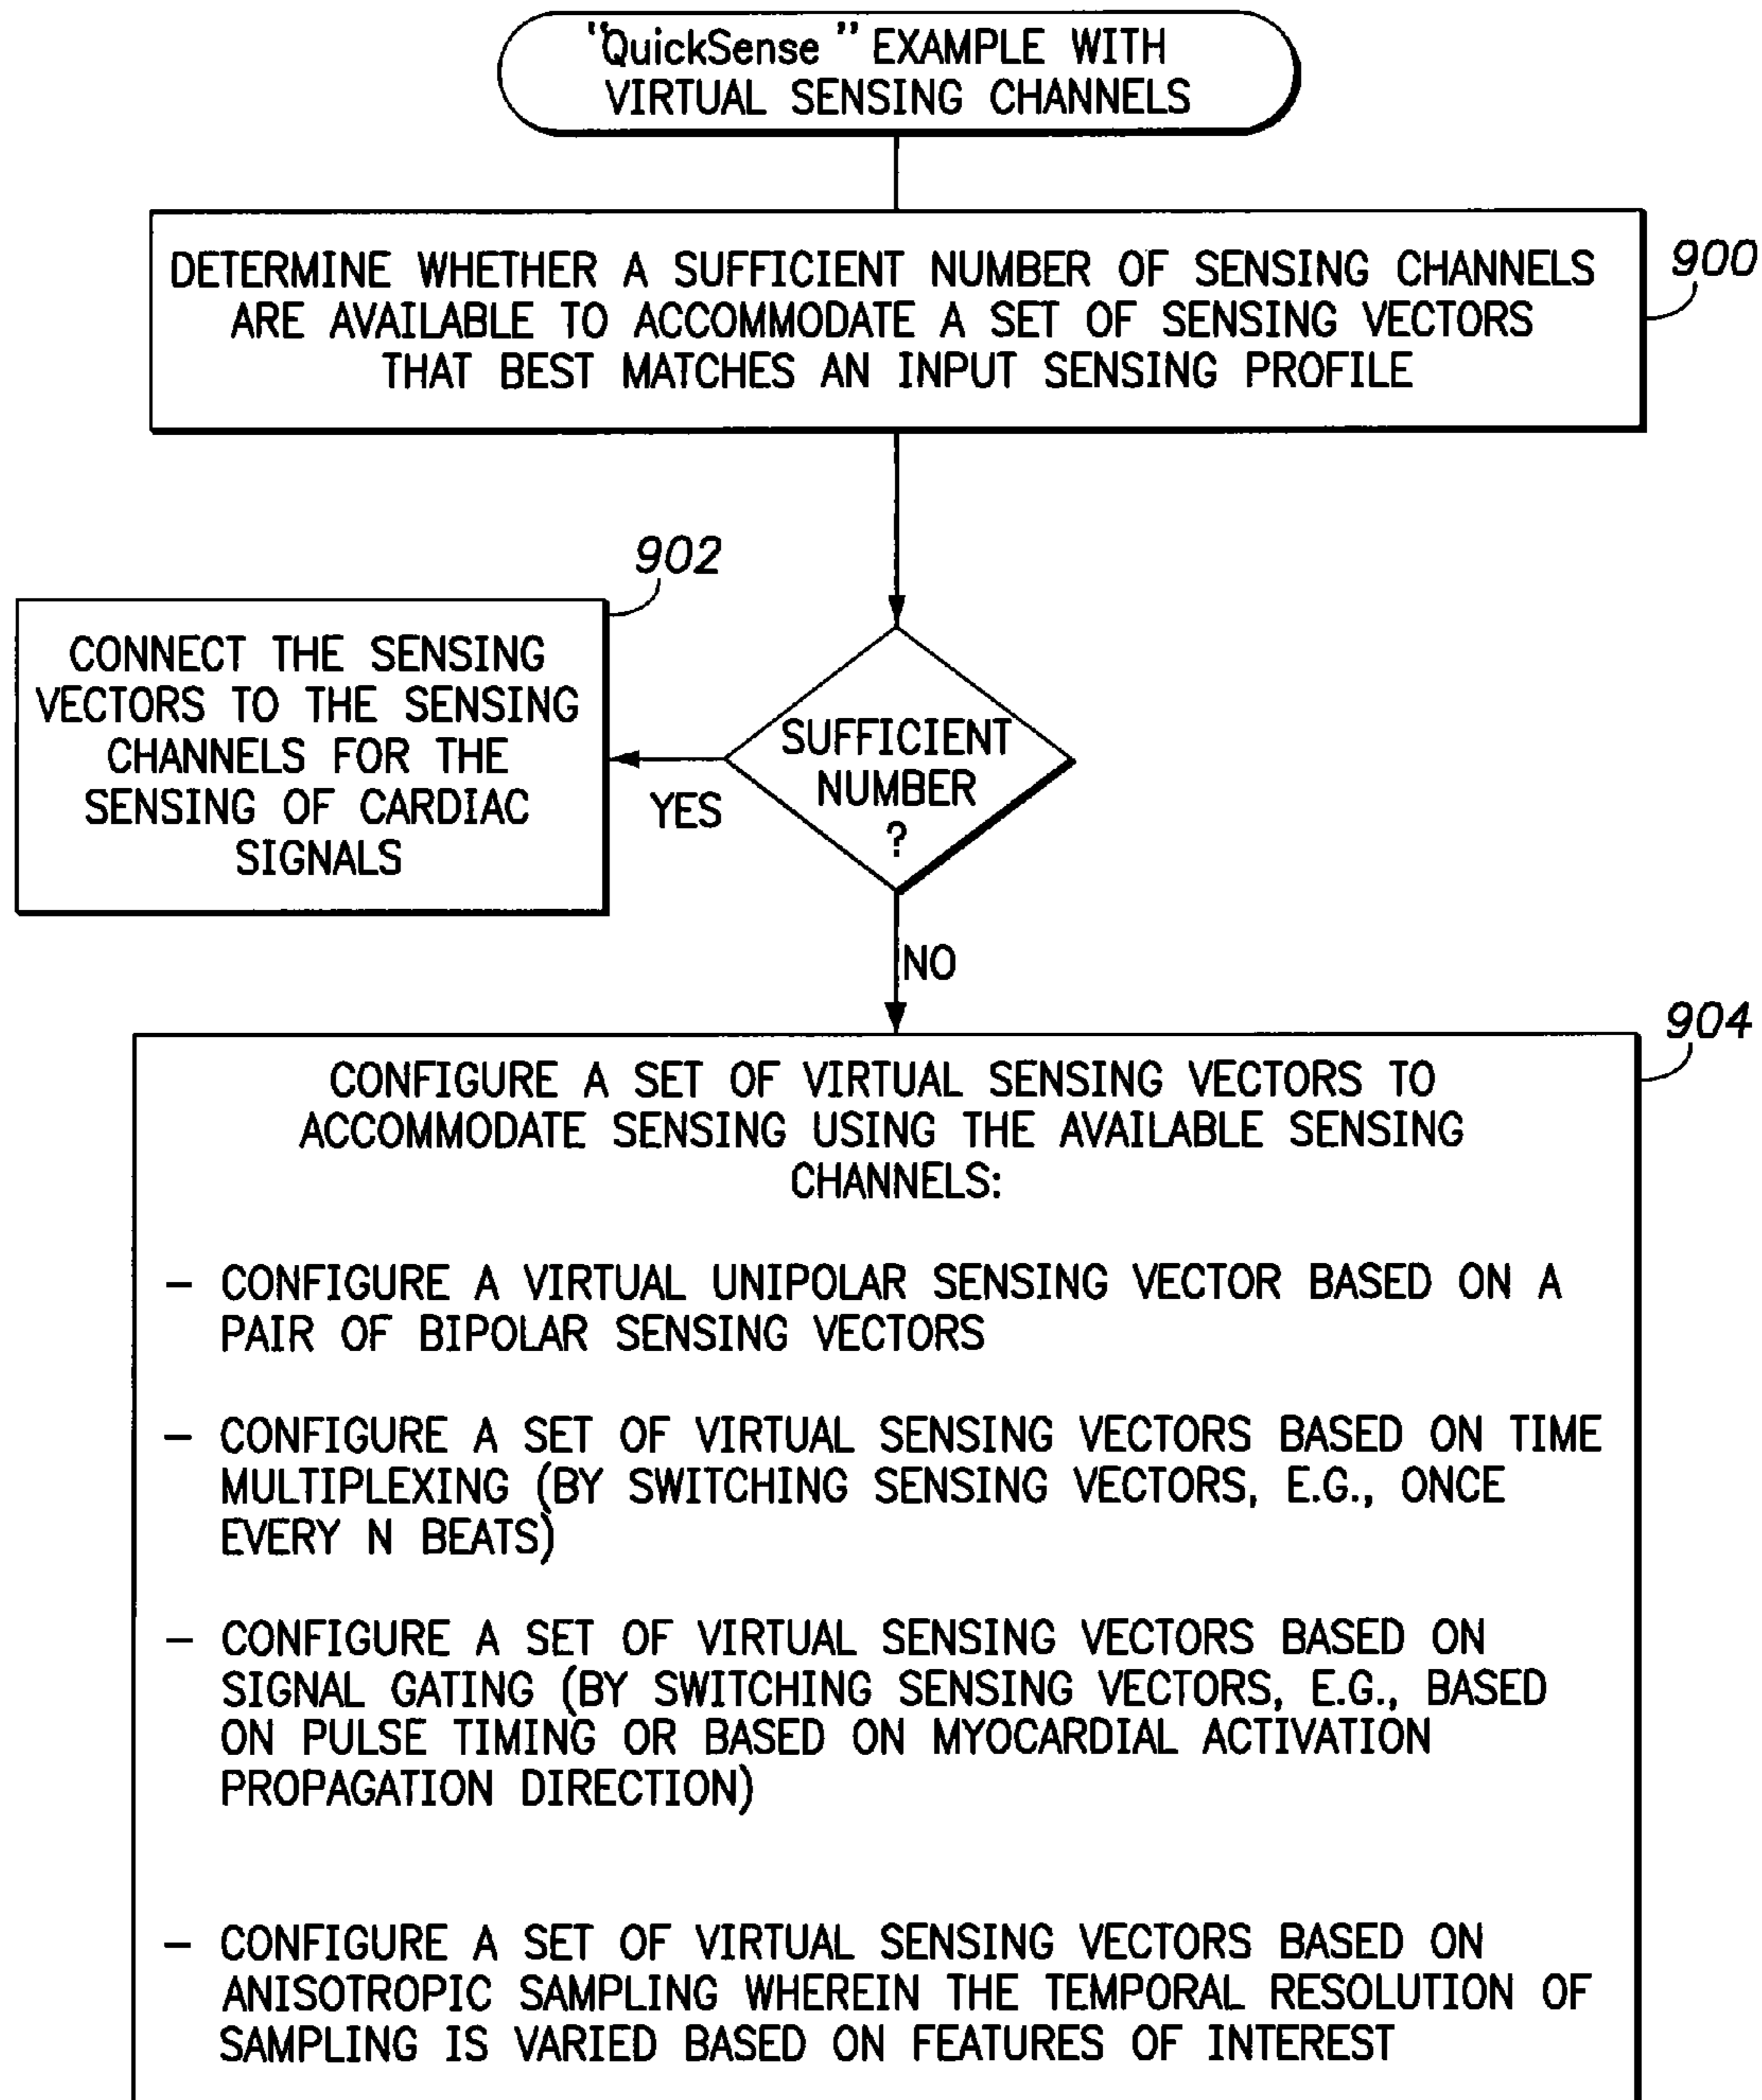 "QuickSense" EXAMPLE WITH
VIRTUAL SENSING CHANNELS
DETERMINE WHETHER A SUFFICIENT NUMBER OF SENSING CHANNELS
ARE AVAILABLE TO ACCOMMODATE A SET OF SENSING VECTORS
THAT BEST MATCHES AN INPUT SENSING PROFILE
900
902
CONNECT THE SENSING
VECTORS TO THE SENSING
CHANNELS FOR THE
SENSING OF CARDIAC
SIGNALS
YES
SUFFICIENT
NUMBER
?
NO
904
CONFIGURE A SET OF VIRTUAL SENSING VECTORS TO
ACCOMMODATE SENSING USING THE AVAILABLE SENSING
CHANNELS:
– CONFIGURE A VIRTUAL UNIPOLAR SENSING VECTOR BASED ON A
PAIR OF BIPOLAR SENSING VECTORS
– CONFIGURE A SET OF VIRTUAL SENSING VECTORS BASED ON TIME
MULTIPLEXING (BY SWITCHING SENSING VECTORS, E.G., ONCE
EVERY N BEATS)
– CONFIGURE A SET OF VIRTUAL SENSING VECTORS BASED ON
SIGNAL GATING (BY SWITCHING SENSING VECTORS, E.G., BASED
ON PULSE TIMING OR BASED ON MYOCARDIAL ACTIVATION
PROPAGATION DIRECTION)
– CONFIGURE A SET OF VIRTUAL SENSING VECTORS BASED ON
ANISOTROPIC SAMPLING WHEREIN THE TEMPORAL RESOLUTION OF
SAMPLING IS VARIED BASED ON FEATURES OF INTEREST